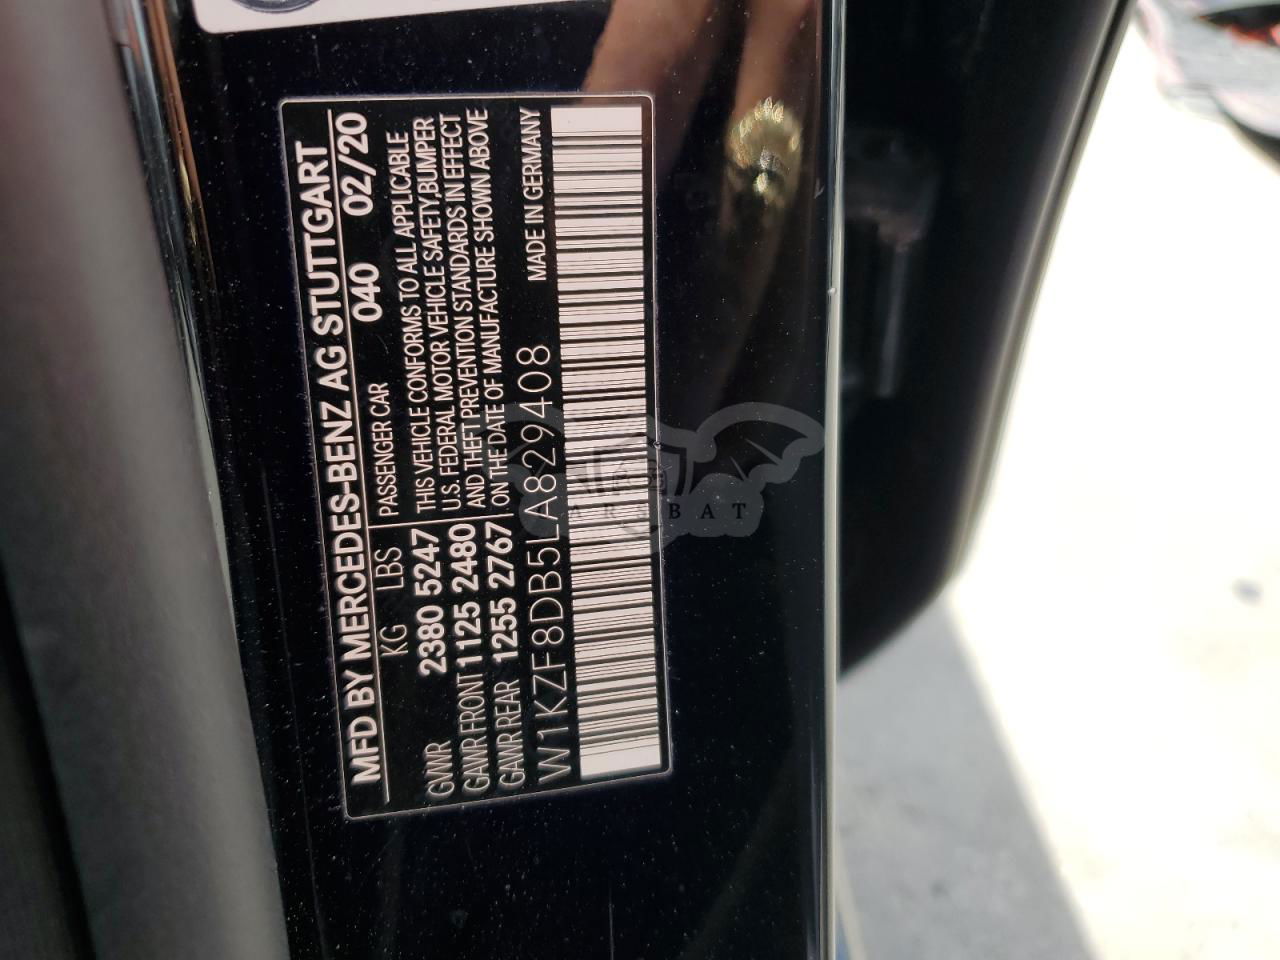 MFD BY MERCEDES-BENZ AG STUTTGART
040 02/20
KG LBS
PASSENGER CAR
GVWR 2380 5247
GAWR FRONT 1125 2480
GAWR REAR 1255 2767
THIS VEHICLE CONFORMS TO ALL APPLICABLE
U.S. FEDERAL MOTOR VEHICLE SAFETY,BUMPER
AND THEFT PREVENTION STANDARDS IN EFFECT
ON THE DATE OF MANUFACTURE SHOWN ABOVE
W1KZF8DB5LA829408
MADE IN GERMANY